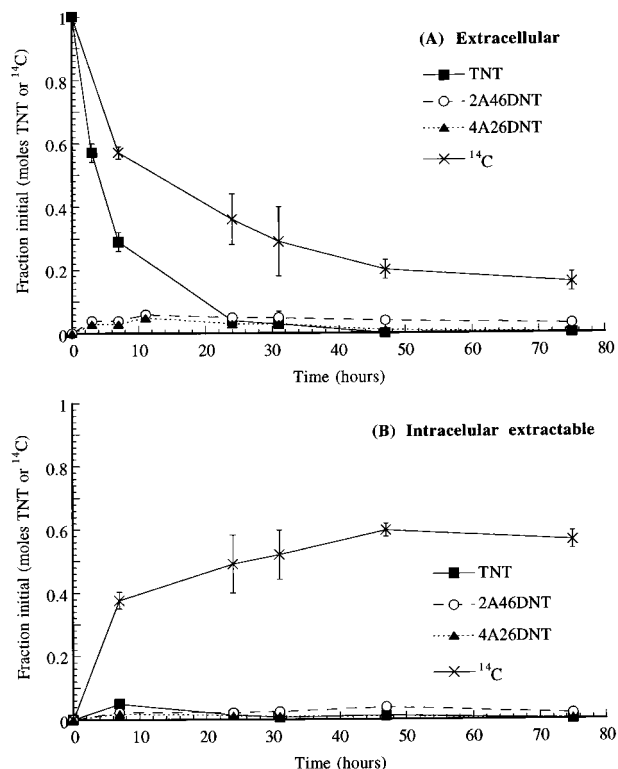 (A) Extracellular
TNT
2A46DNT
4A26DNT
¹⁴C
Fraction initial (moles TNT or ¹⁴C)
1
0.8
0.6
0.4
0.2
0
0 10 20 30 40 50 60 70 80
Time (hours)
(B) Intracelular extractable
TNT
2A46DNT
4A26DNT
¹⁴C
Fraction initial (moles TNT or ¹⁴C)
1
0.8
0.6
0.4
0.2
0
0 10 20 30 40 50 60 70 80
Time (hours)